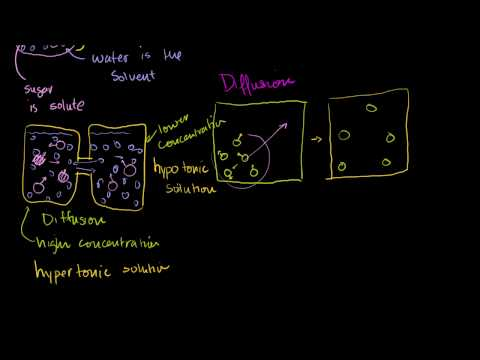 water is the
solvent
sugar
is solute
Diffusion
lower
concentration
hypotonic
solution
Diffusion
high concentration
hypertonic solution